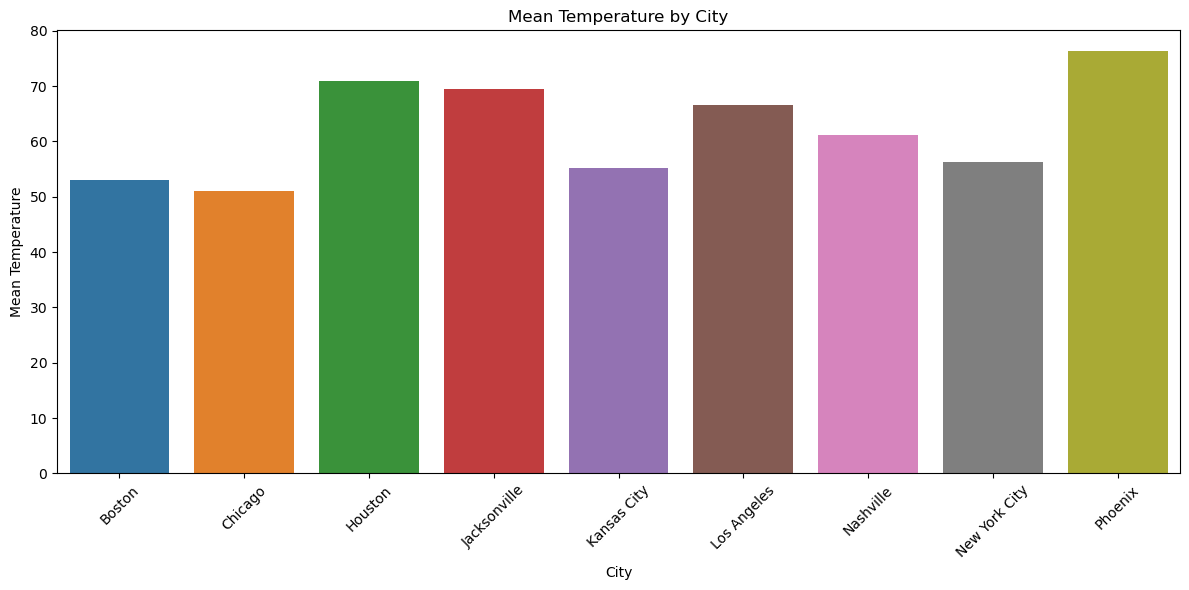 Mean Temperature by City
Mean Temperature
80
70
60
50
40
30
20
10
0
Boston
Chicago
Houston
Jacksonville
Kansas City
Los Angeles
Nashville
New York City
Phoenix
City